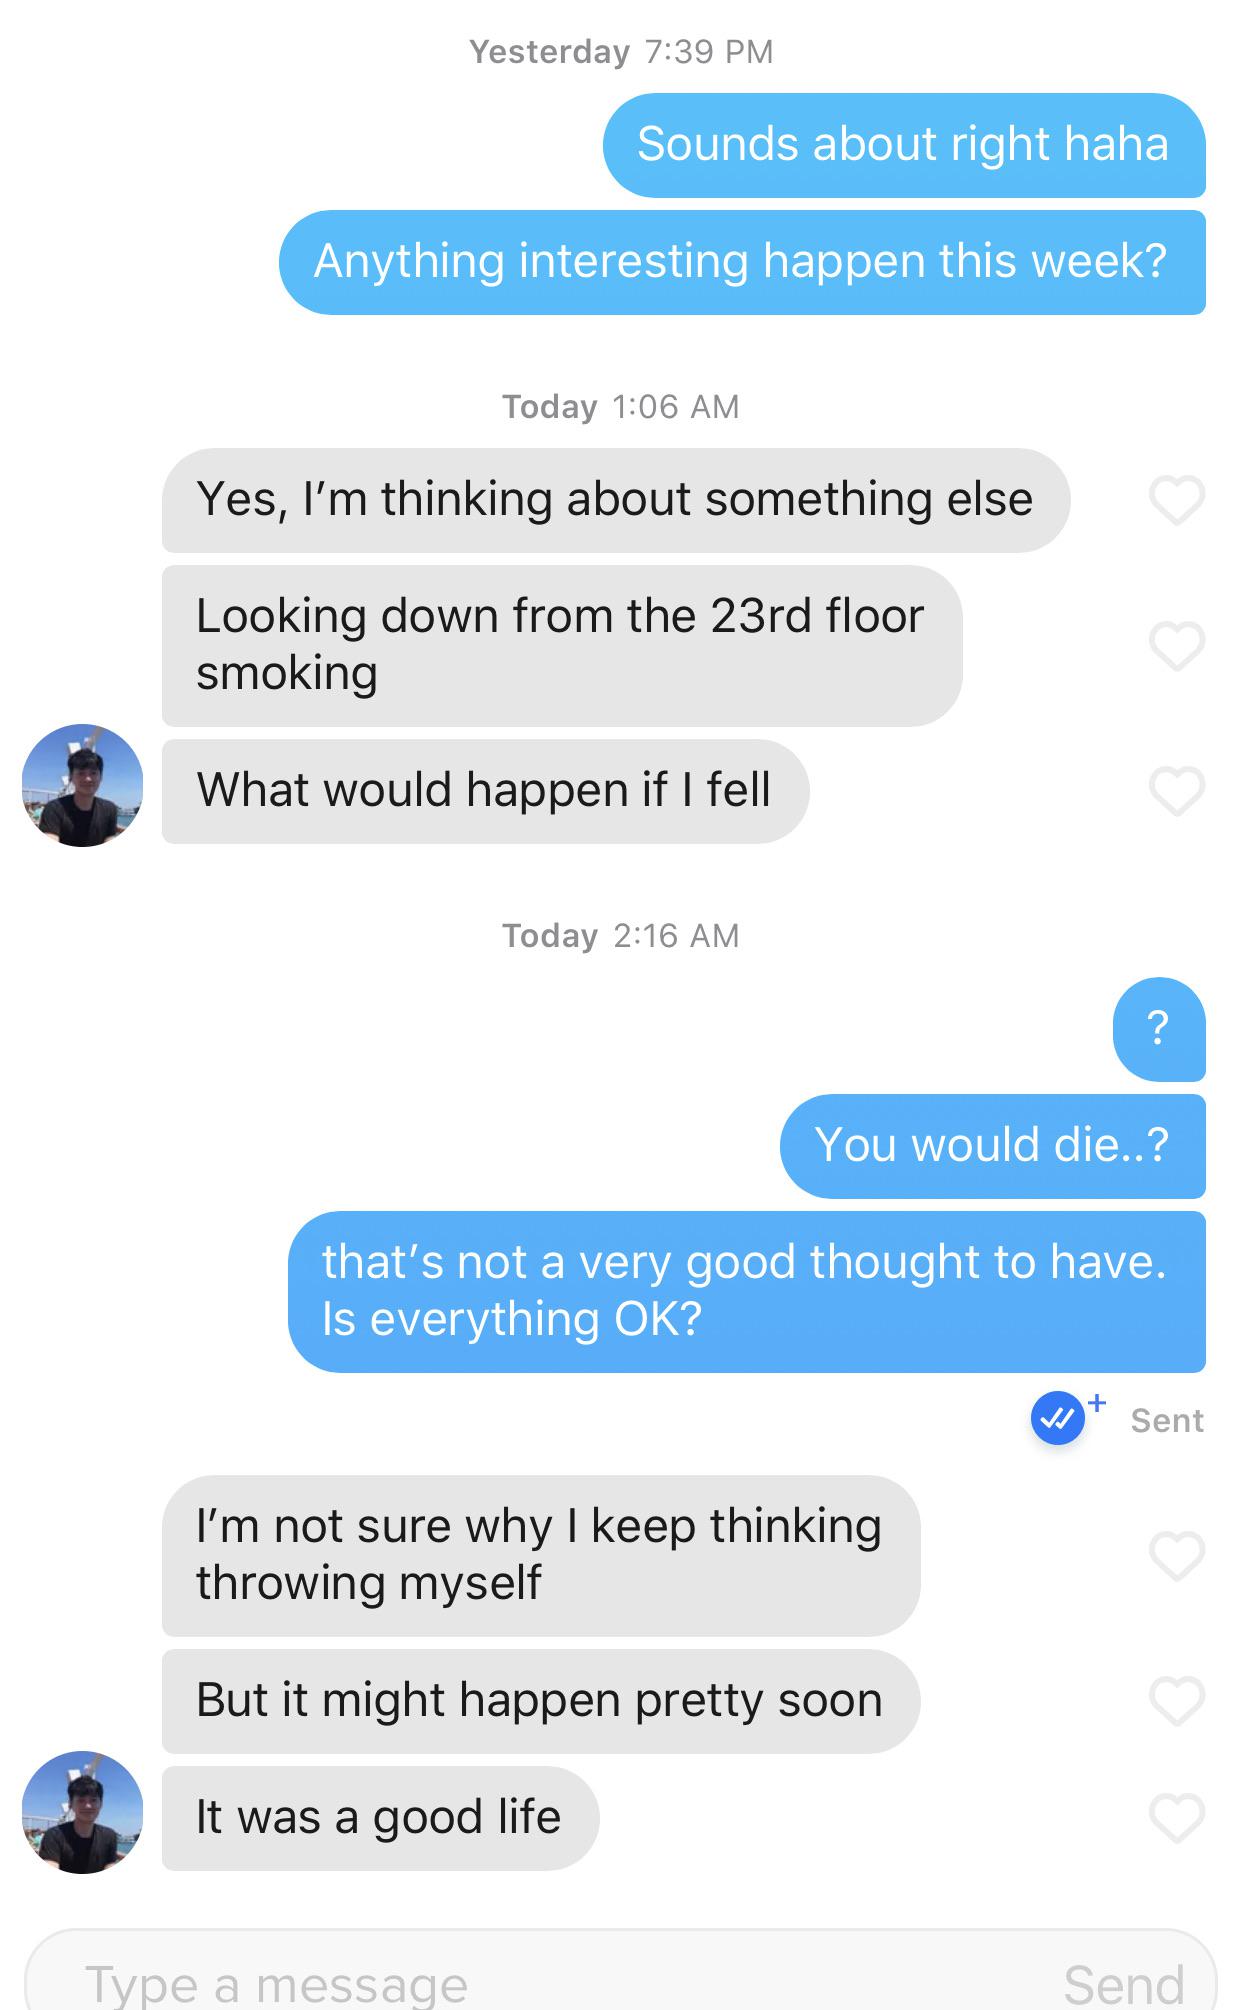 Yesterday 7:39 PM
Sounds about right haha
Anything interesting happen this week?
Today 1:06 AM
Yes, I’m thinking about something else
Looking down from the 23rd floor
smoking
What would happen if I fell
Today 2:16 AM
?
You would die..?
that’s not a very good thought to have.
Is everything OK?
Sent
I’m not sure why I keep thinking
throwing myself
But it might happen pretty soon
It was a good life
Type a message
Send